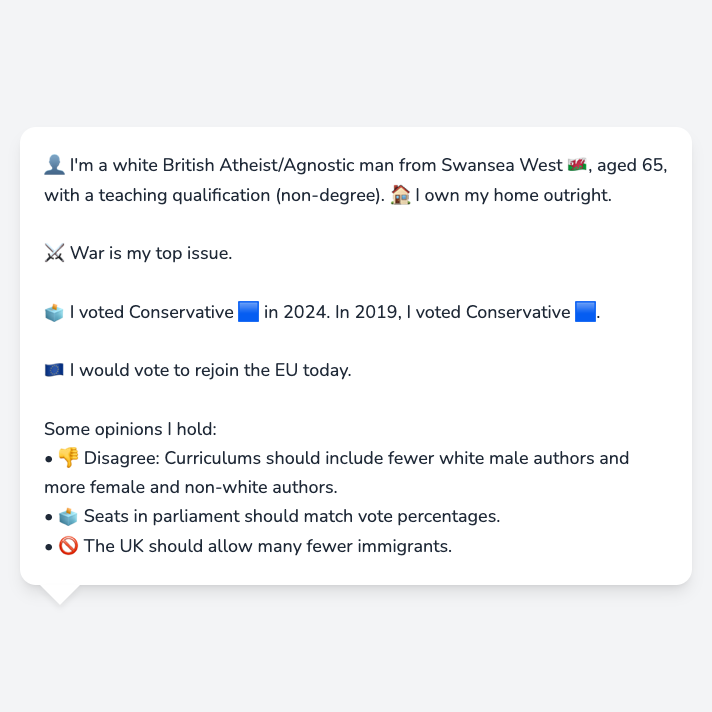 👤 I'm a white British Atheist/Agnostic man from Swansea West 🏴󠁧󠁢󠁷󠁬󠁳󠁿, aged 65,
with a teaching qualification (non-degree). 🏠 I own my home outright.
⚔️ War is my top issue.
🗳️ I voted Conservative 🟦 in 2024. In 2019, I voted Conservative 🟦.
🇪🇺 I would vote to rejoin the EU today.
Some opinions I hold:
• 👎 Disagree: Curriculums should include fewer white male authors and
more female and non-white authors.
• 🗳️ Seats in parliament should match vote percentages.
• 🚫 The UK should allow many fewer immigrants.